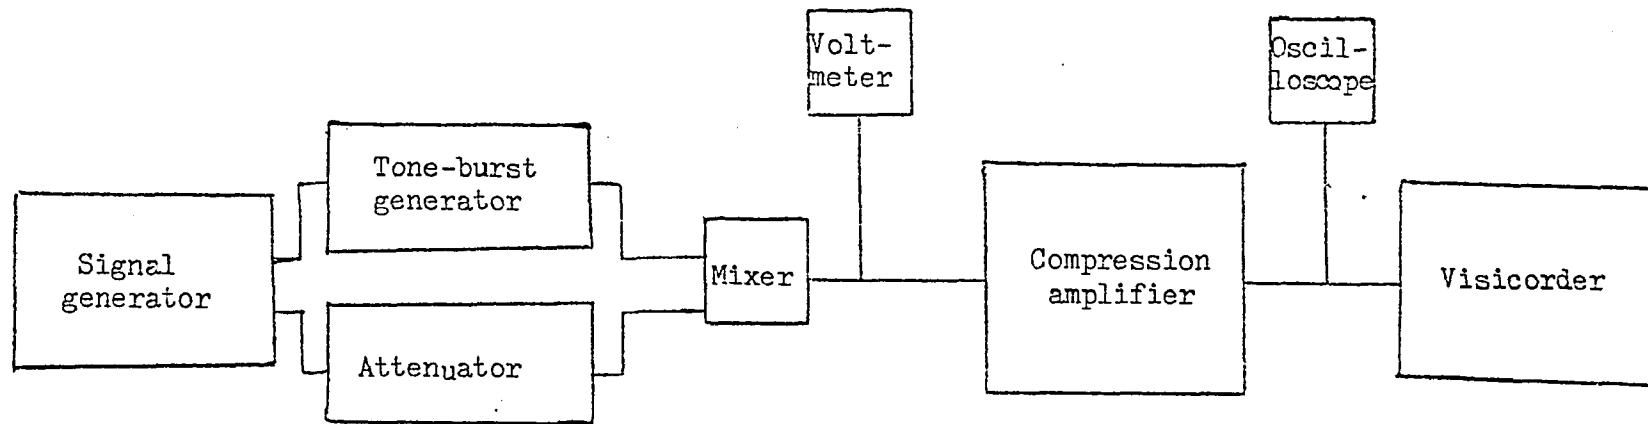 Signal
generator
Tone-burst
generator
Attenuator
Mixer
Volt-
meter
Compression
amplifier
Oscil-
loscope
Visicorder